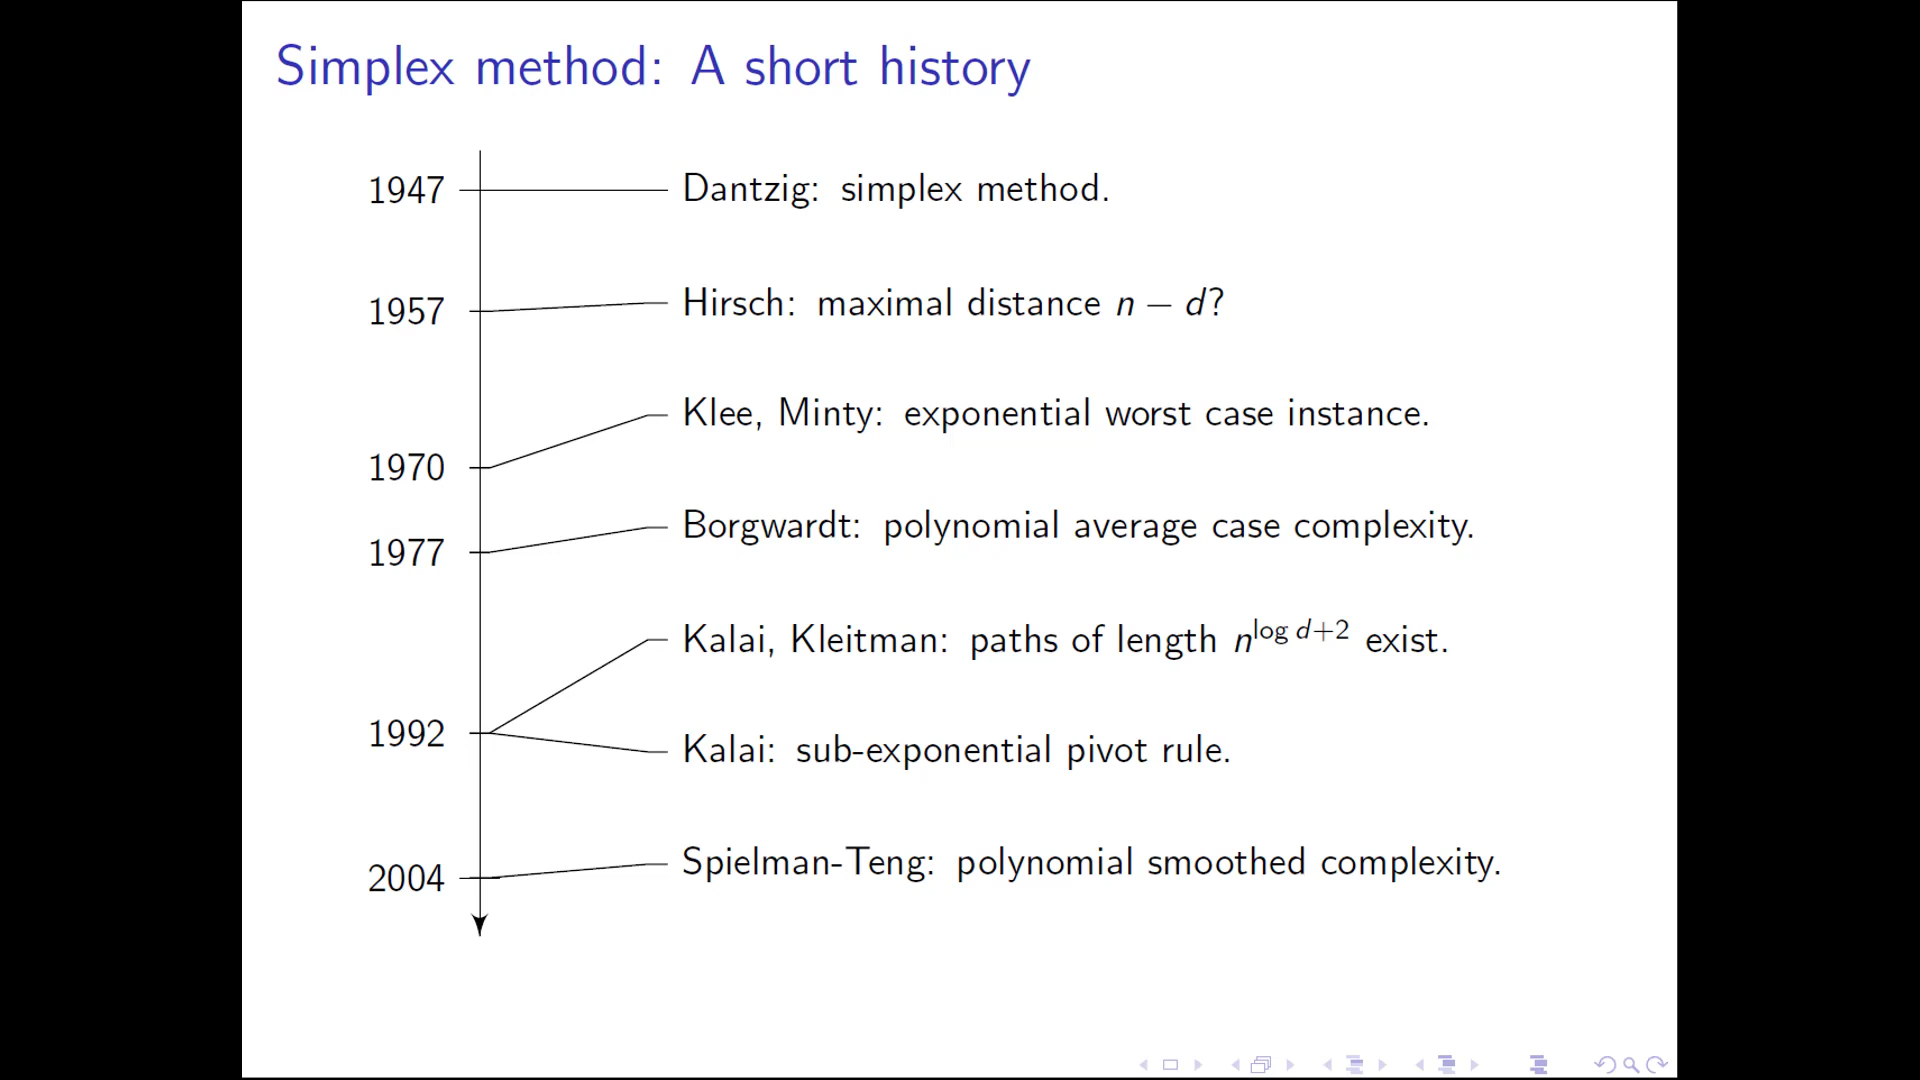 Simplex method: A short history
1947 Dantzig: simplex method.
1957 Hirsch: maximal distance n − d?
Klee, Minty: exponential worst case instance.
1970
Borgwardt: polynomial average case complexity.
1977
Kalai, Kleitman: paths of length n^{log d+2} exist.
1992
Kalai: sub-exponential pivot rule.
Spielman-Teng: polynomial smoothed complexity.
2004